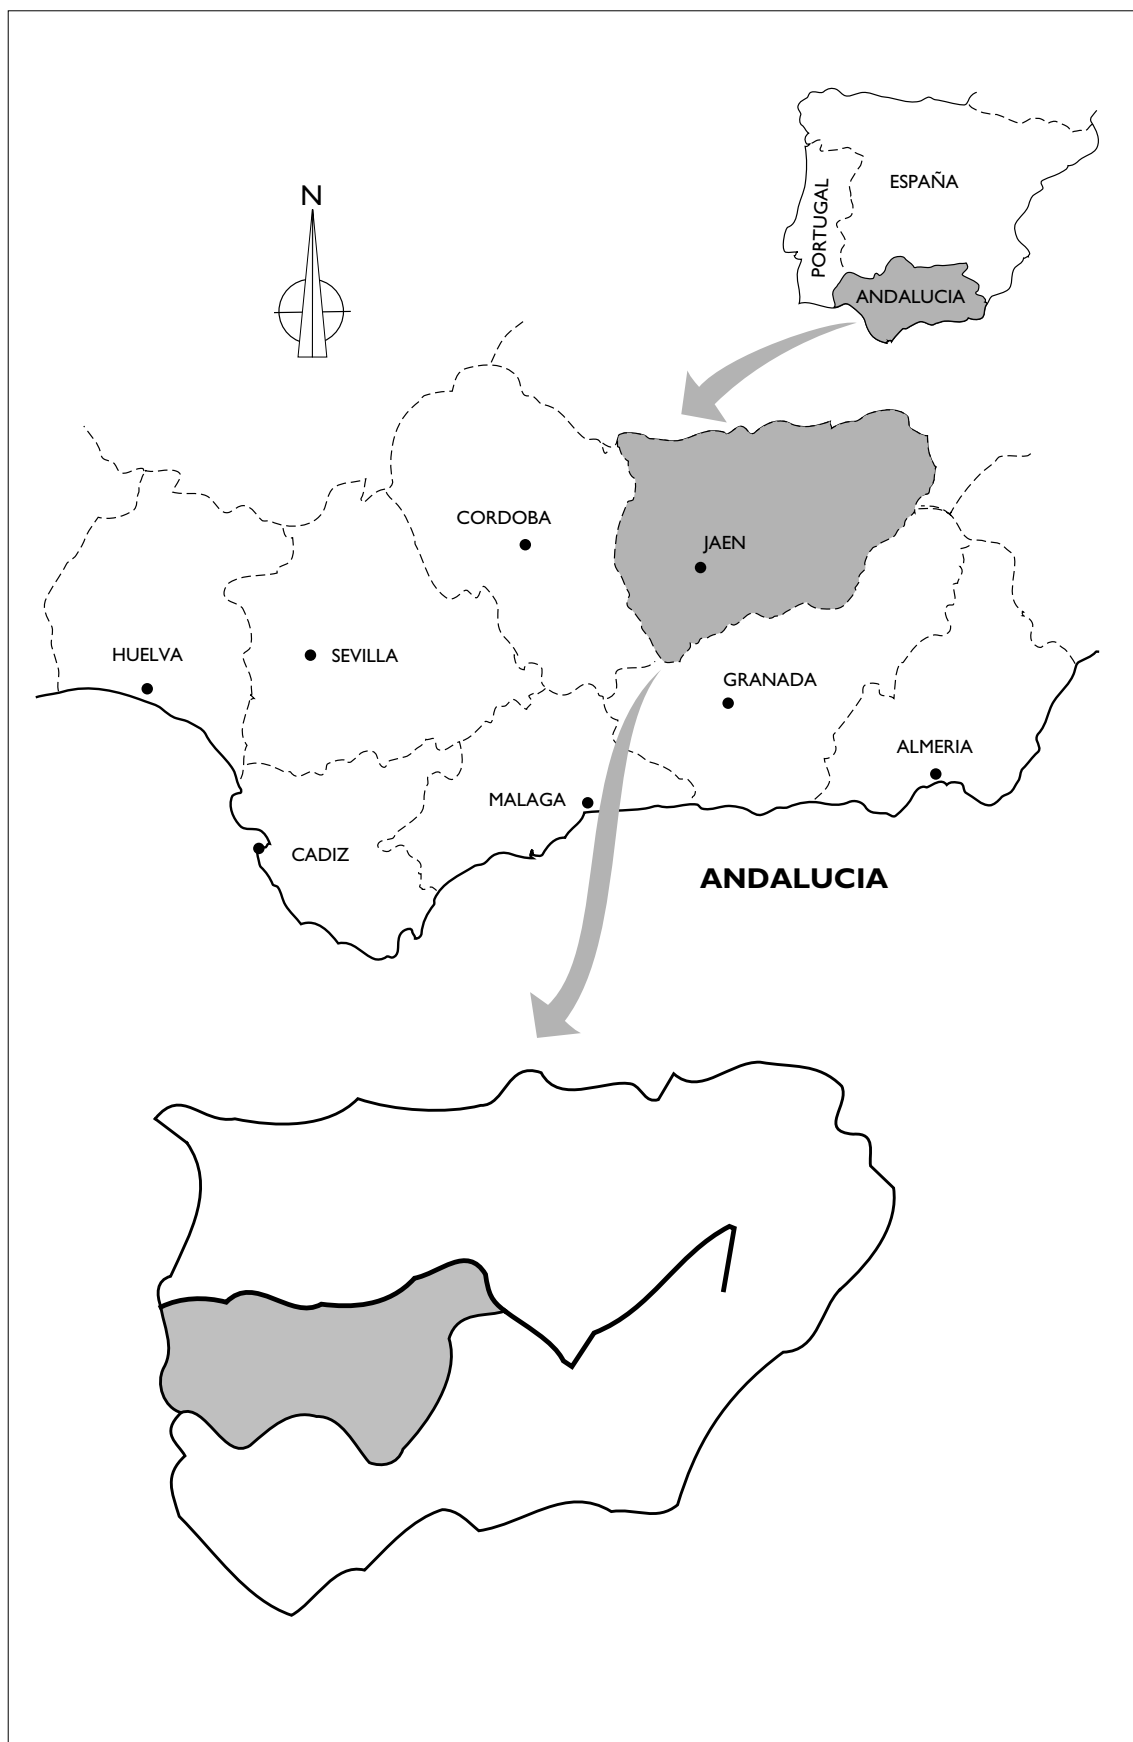 N
PORTUGAL
ESPAÑA
ANDALUCIA
CORDOBA
JAEN
HUELVA
SEVILLA
GRANADA
ALMERIA
MALAGA
CADIZ
ANDALUCIA